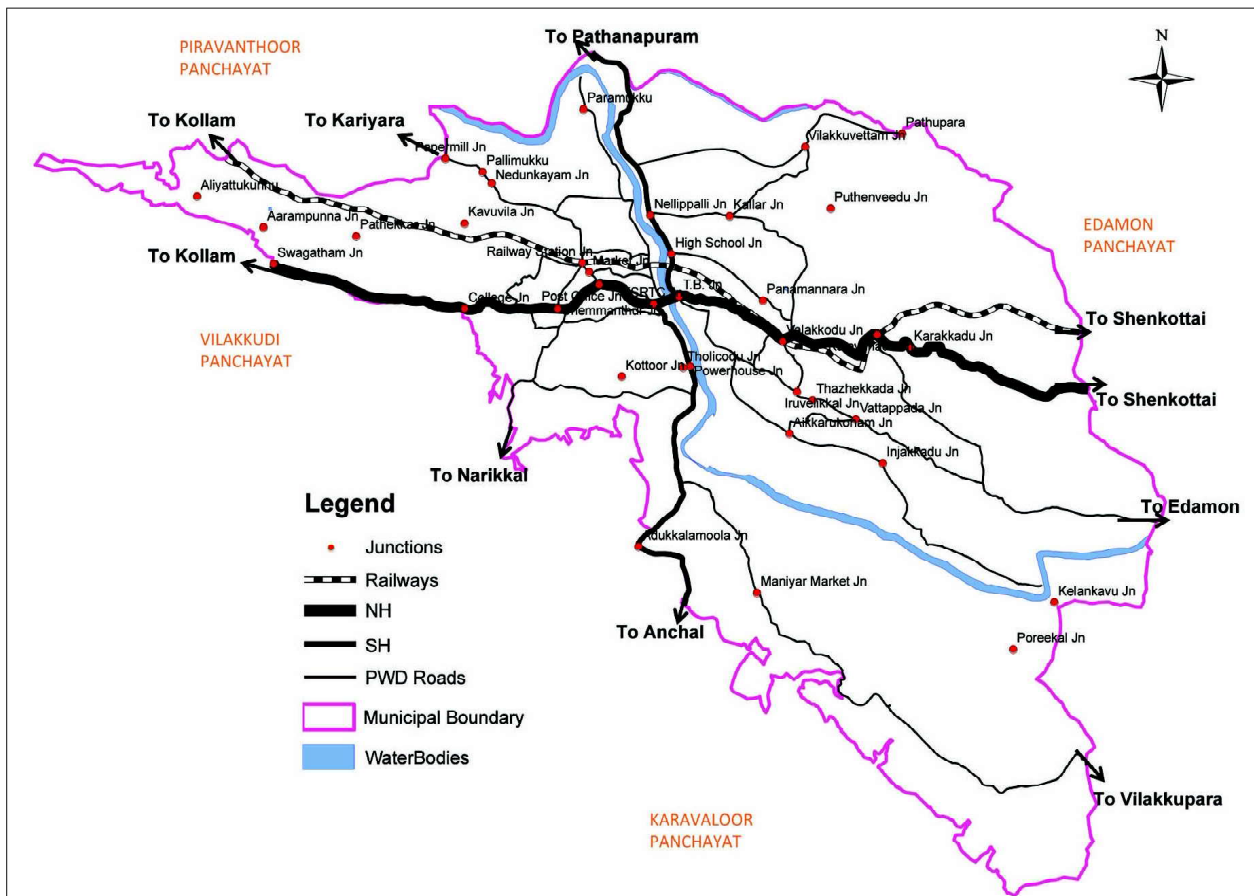 To Pathanapuram
N
PIRAVANTHOOR
PANCHAYAT
Paramukku
To Kollam
To Kariyara
Pathupara
Vilakkuvettam Jn
Papermill Jn
Pallimukku
Nedunkayam Jn
Aliyattukunnu
Puthenveedu Jn
Kavuvila Jn
Nellippalli Jn
Kallar Jn
Aarampunna Jn
Pathekkar Jn
EDAMON
PANCHAYAT
To Kollam
Swagatham Jn
Railway Station Jn
Market Jn
High School Jn
T.B. Jn
Panamannara Jn
College Jn
Post Office Jn
VILAKKUDI
PANCHAYAT
Valakkodu Jn
Karakkadu Jn
To Shenkottai
Tholicodu Jn
Powerhouse Jn
Kottoor Jn
Thazhekkada Jn
To Shenkottai
Iruvelikkal Jn
Vattappada Jn
Aikkarukonam Jn
To Narikkal
Injakkadu Jn
To Edamon
Legend
Junctions
Railways
NH
SH
PWD Roads
Municipal Boundary
WaterBodies
Adukkalamoola Jn
Maniyar Market Jn
Kelankavu Jn
To Anchal
Poreekal Jn
To Vilakkupara
KARAVALOOR
PANCHAYAT